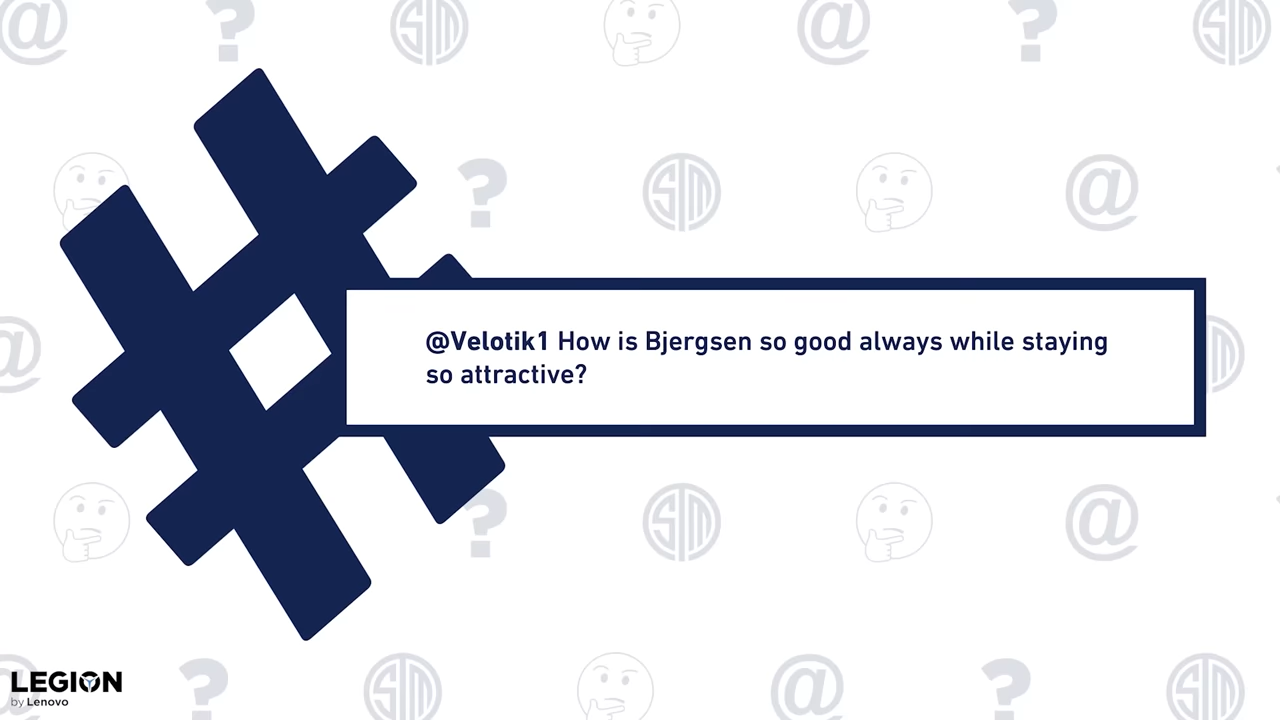 @Velotik1 How is Bjergsen so good always while staying
so attractive?
LEGION
by Lenovo